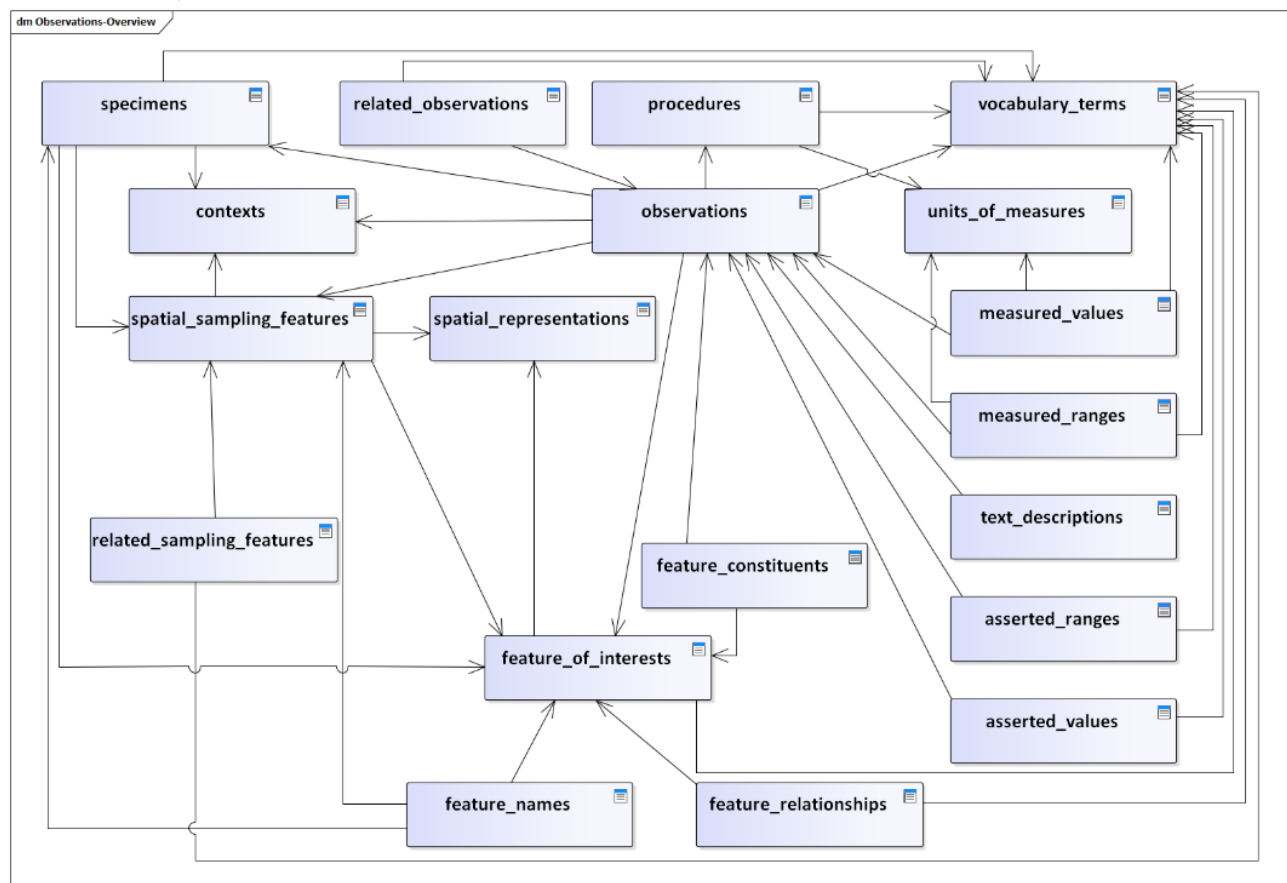 dm Observations-Overview
specimens
related_observations
procedures
vocabulary_terms
contexts
observations
units_of_measures
spatial_sampling_features
spatial_representations
measured_values
measured_ranges
text_descriptions
related_sampling_features
feature_constituents
asserted_ranges
feature_of_interests
asserted_values
feature_names
feature_relationships